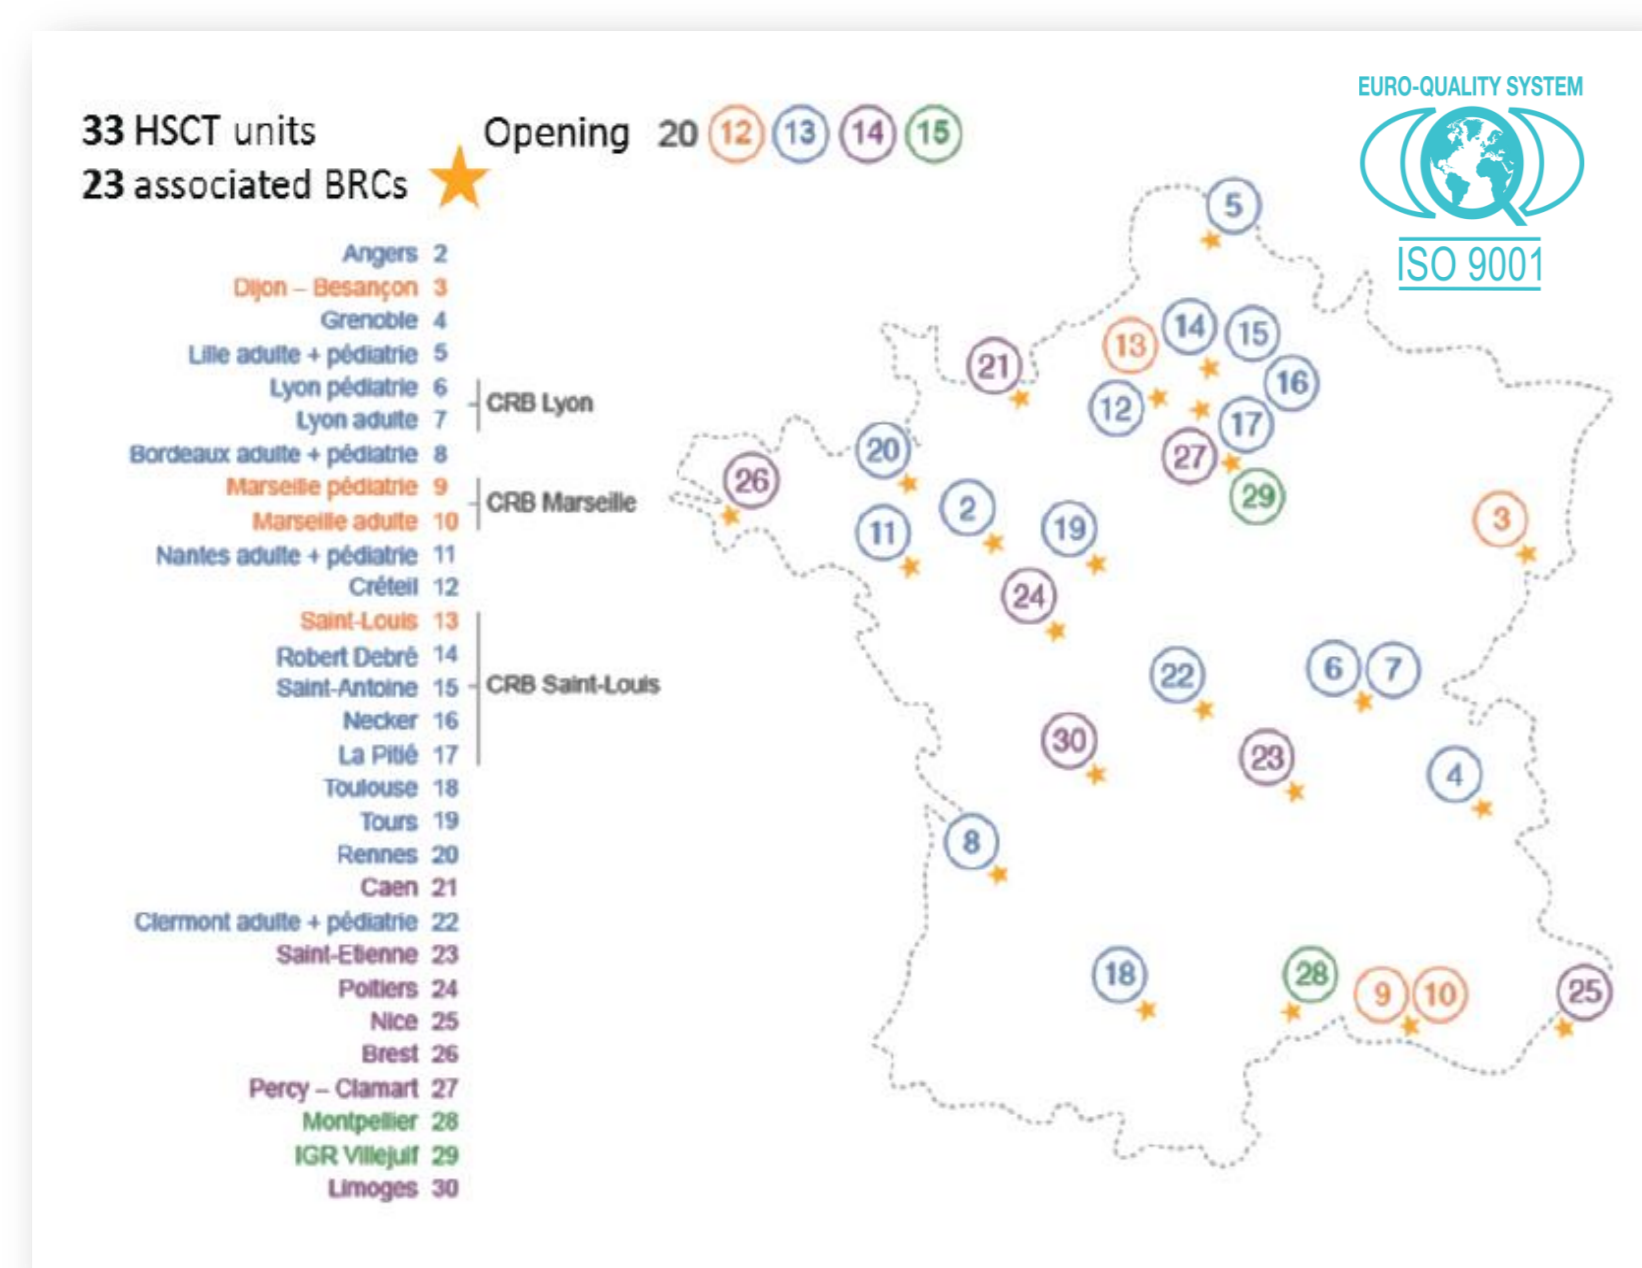 33 HSCT units
23 associated BRCs
Opening 20 12 13 14 15
EURO-QUALITY SYSTEM
ISO 9001
Angers 2
Dijon – Besançon 3
Grenoble 4
Lille adulte + pédiatrie 5
Lyon pédiatrie 6
Lyon adulte 7
CRB Lyon
Bordeaux adulte + pédiatrie 8
Marseille pédiatrie 9
Marseille adulte 10
CRB Marseille
Nantes adulte + pédiatrie 11
Créteil 12
Saint-Louis 13
Robert Debré 14
Saint-Antoine 15
Necker 16
La Pitié 17
CRB Saint-Louis
Toulouse 18
Tours 19
Rennes 20
Caen 21
Clermont adulte + pédiatrie 22
Saint-Etienne 23
Poitiers 24
Nice 25
Brest 26
Percy – Clamart 27
Montpellier 28
IGR Villejuif 29
Limoges 30
5
14
15
13
21
16
12
17
20
27
26
29
2
3
19
11
24
6
7
22
30
23
4
8
18
28
9
10
25